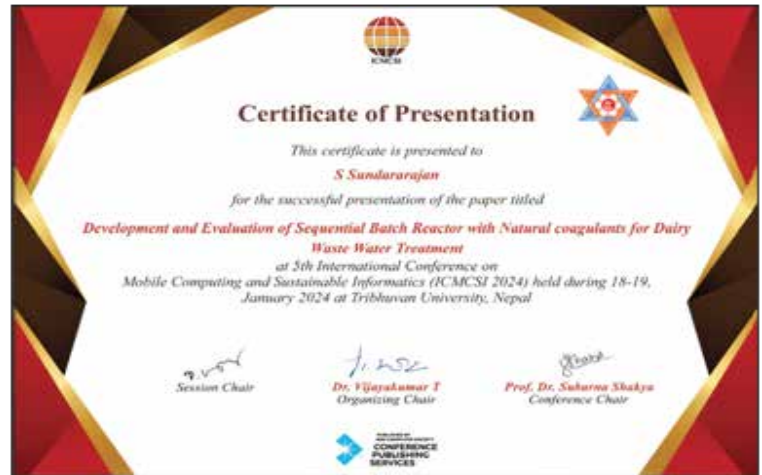 ICMCSI
Certificate of Presentation
This certificate is presented to
S Sundararajan
for the successful presentation of the paper titled
Development and Evaluation of Sequential Batch Reactor with Natural coagulants for Dairy
Waste Water Treatment
at 5th International Conference on
Mobile Computing and Sustainable Informatics (ICMCSI 2024) held during 18-19,
January 2024 at Tribhuvan University, Nepal
Session Chair
Dr. Vijayakumar T
Organizing Chair
Prof. Dr. Subarna Shakya
Conference Chair
CONFERENCE
PUBLISHING
SERVICES